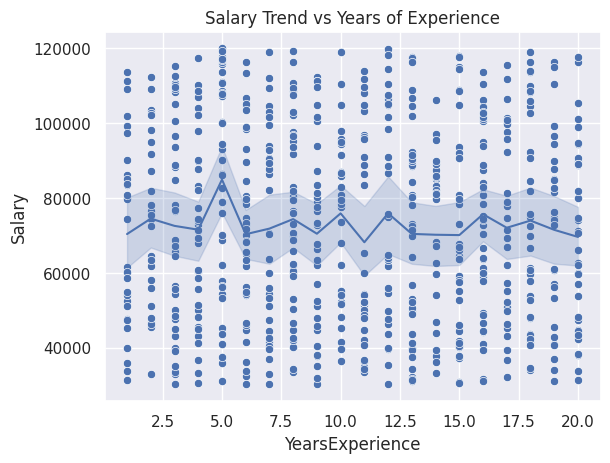 Salary Trend vs Years of Experience
120000
100000
80000
60000
40000
Salary
2.5 5.0 7.5 10.0 12.5 15.0 17.5 20.0
YearsExperience